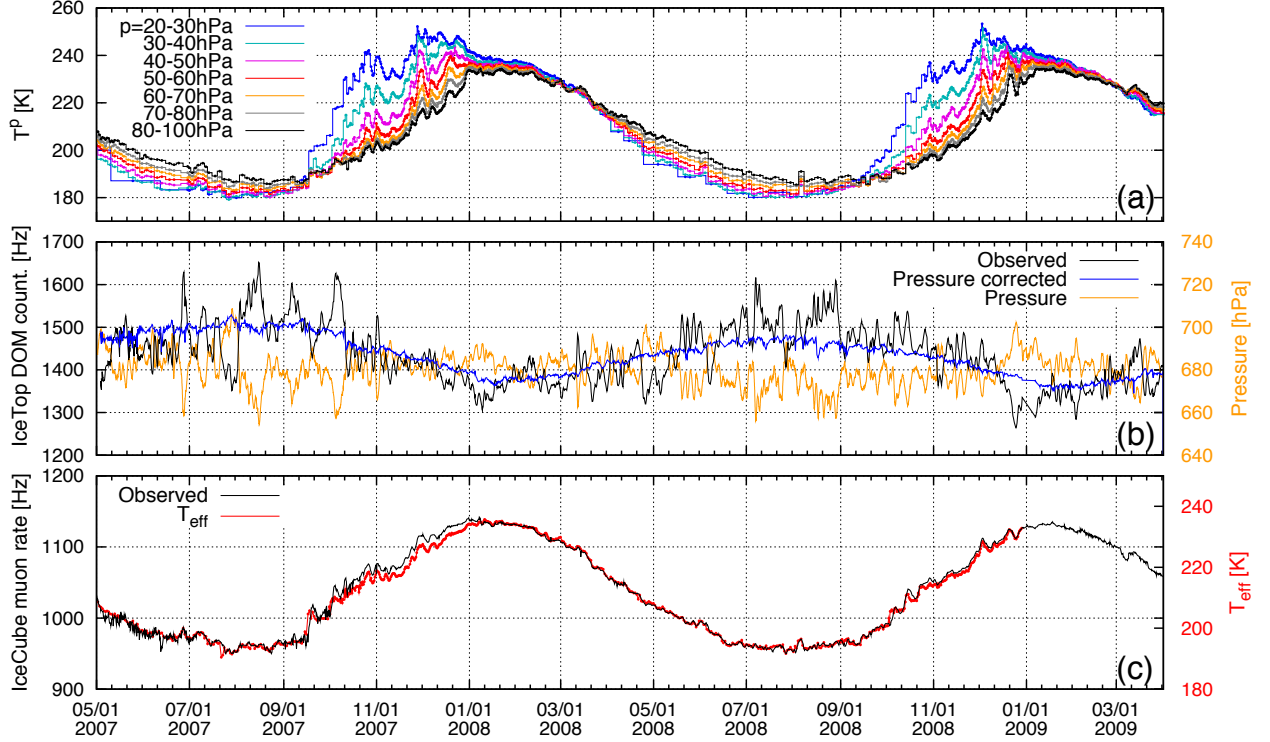 260
240
220
200
180
T^p [K]
p=20-30hPa
30-40hPa
40-50hPa
50-60hPa
60-70hPa
70-80hPa
80-100hPa
(a)
1700
1600
1500
1400
1300
1200
IceTop DOM count. [Hz]
Observed
Pressure corrected
Pressure
740
720
700
680
660
640
Pressure [hPa]
(b)
1200
1100
1000
900
IceCube muon rate [Hz]
Observed
T_eff
240
220
200
180
T_eff [K]
(c)
05/01 07/01 09/01 11/01 01/01 03/01 05/01 07/01 09/01 11/01 01/01 03/01
2007 2007 2007 2007 2008 2008 2008 2008 2008 2008 2009 2009